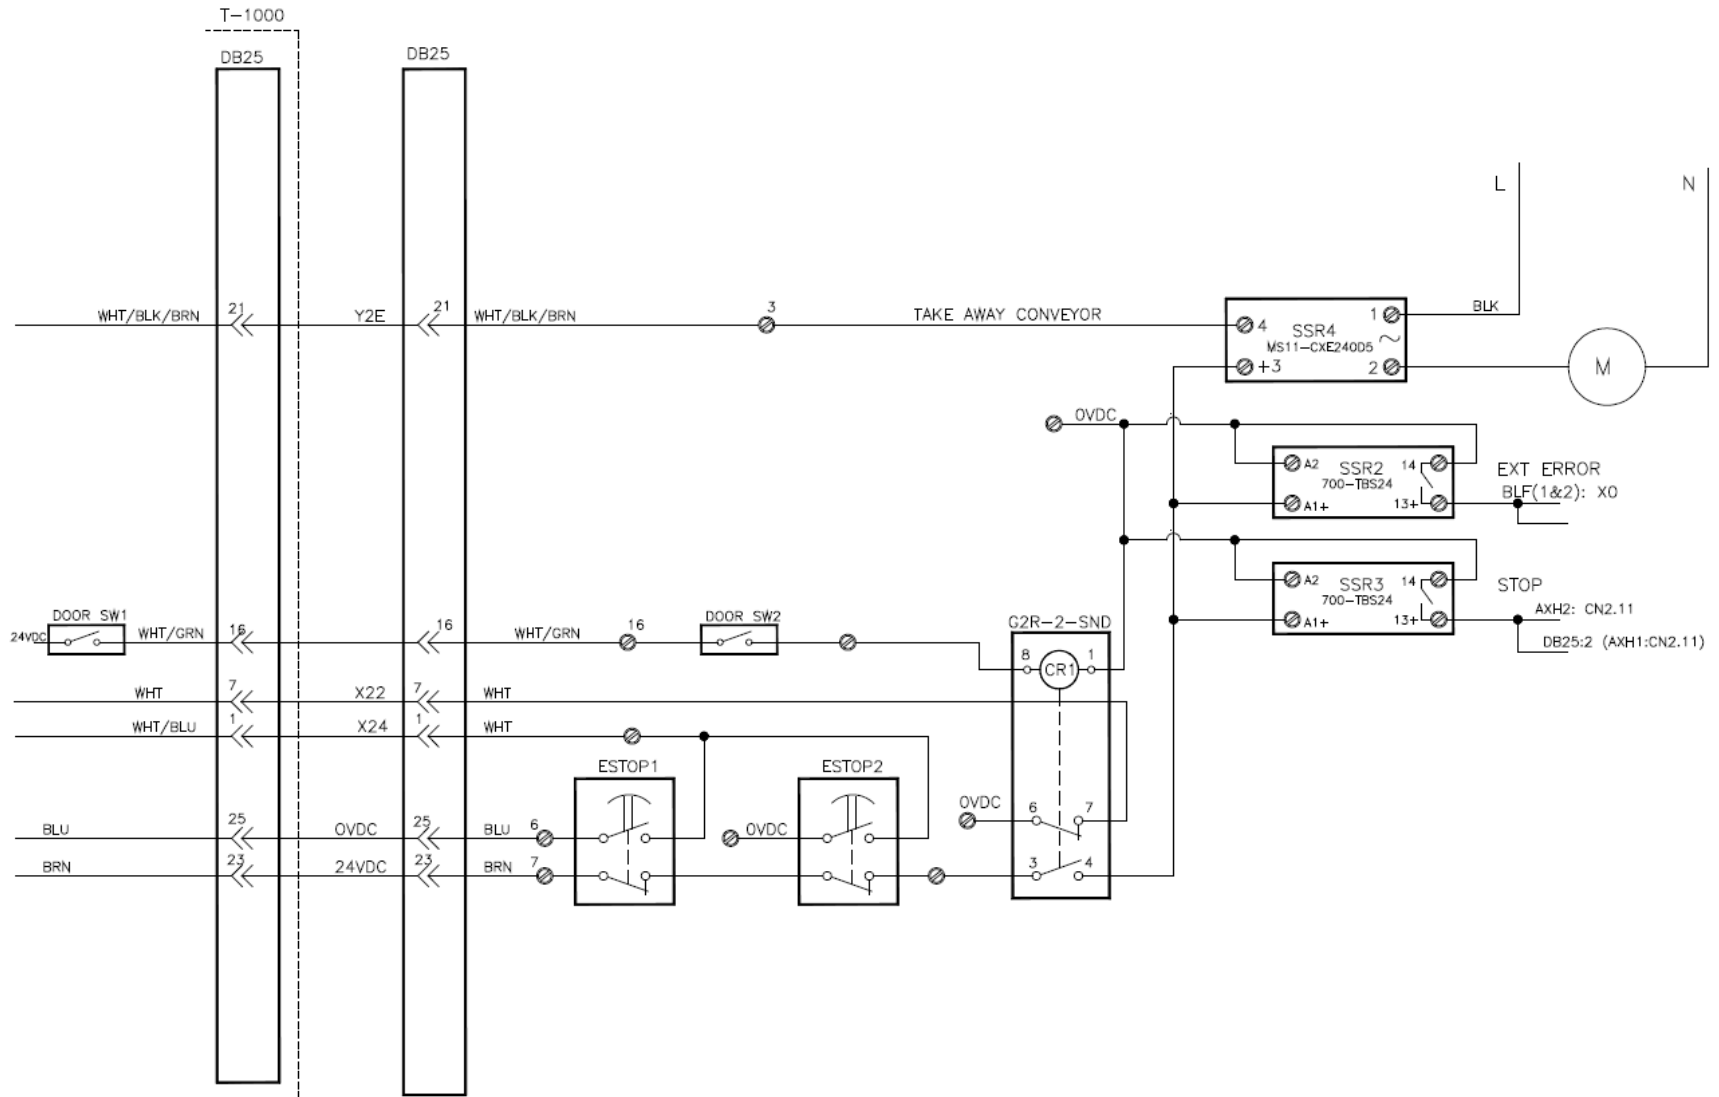 T-1000
DB25
DB25
L
N
WHT/BLK/BRN
21
Y2E
21
WHT/BLK/BRN
3
TAKE AWAY CONVEYOR
4
SSR4
1
BLK
MS11-CXE240D5
+3
2
M
0VDC
A2
SSR2
14
EXT ERROR
700-TBS24
BLF(1&2): X0
A1+
13+
A2
SSR3
14
STOP
700-TBS24
AXH2: CN2.11
A1+
13+
DB25:2 (AXH1:CN2.11)
DOOR SW1
24VDC
WHT/GRN
16
16
WHT/GRN
16
DOOR SW2
G2R-2-SND
8
CR1
1
WHT
7
X22
7
WHT
WHT/BLU
1
X24
1
WHT
ESTOP1
ESTOP2
BLU
25
0VDC
25
BLU
6
0VDC
0VDC
6
7
BRN
23
24VDC
23
BRN
7
3
4